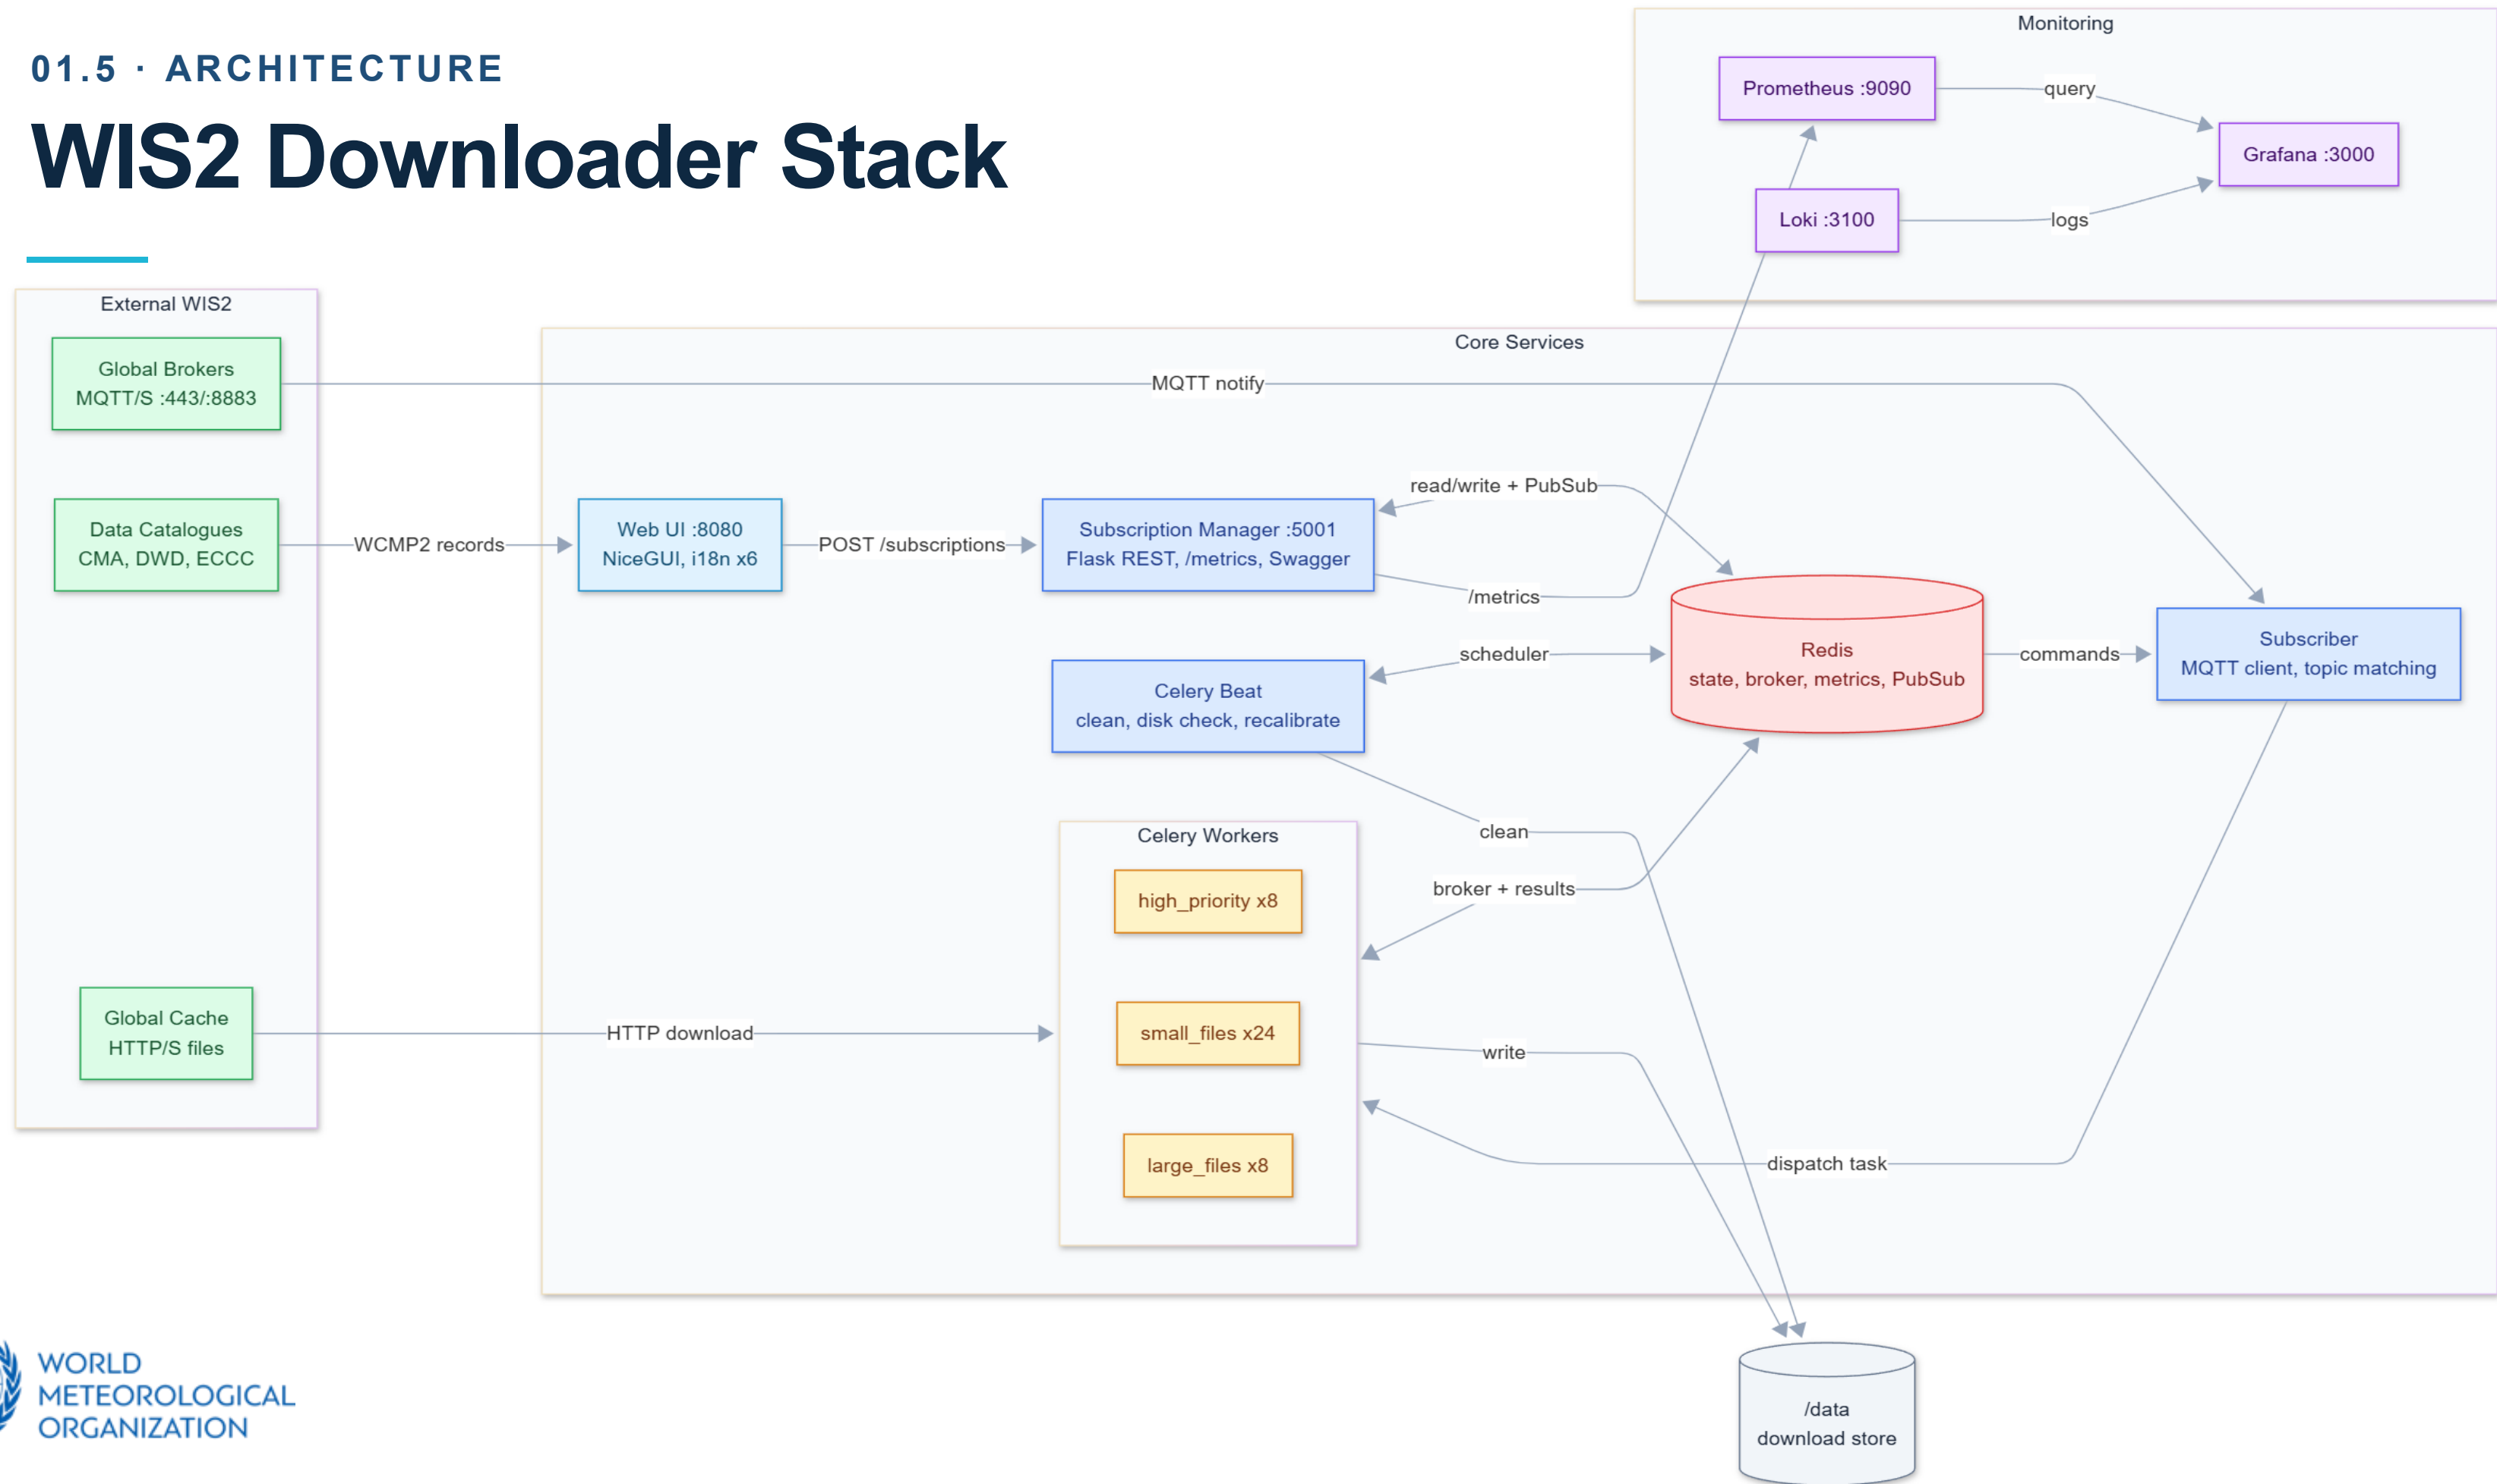 01.5 · ARCHITECTURE
WIS2 Downloader Stack
Monitoring
Prometheus :9090
query
Grafana :3000
Loki :3100
logs
External WIS2
Global Brokers
MQTT/S :443/:8883
Data Catalogues
CMA, DWD, ECCC
Global Cache
HTTP/S files
Core Services
MQTT notify
WCMP2 records
Web UI :8080
NiceGUI, i18n x6
POST /subscriptions
Subscription Manager :5001
Flask REST, /metrics, Swagger
read/write + PubSub
/metrics
scheduler
Redis
state, broker, metrics, PubSub
commands
Subscriber
MQTT client, topic matching
Celery Beat
clean, disk check, recalibrate
clean
Celery Workers
high_priority x8
broker + results
HTTP download
small_files x24
write
large_files x8
dispatch task
/data
download store
WORLD
METEOROLOGICAL
ORGANIZATION